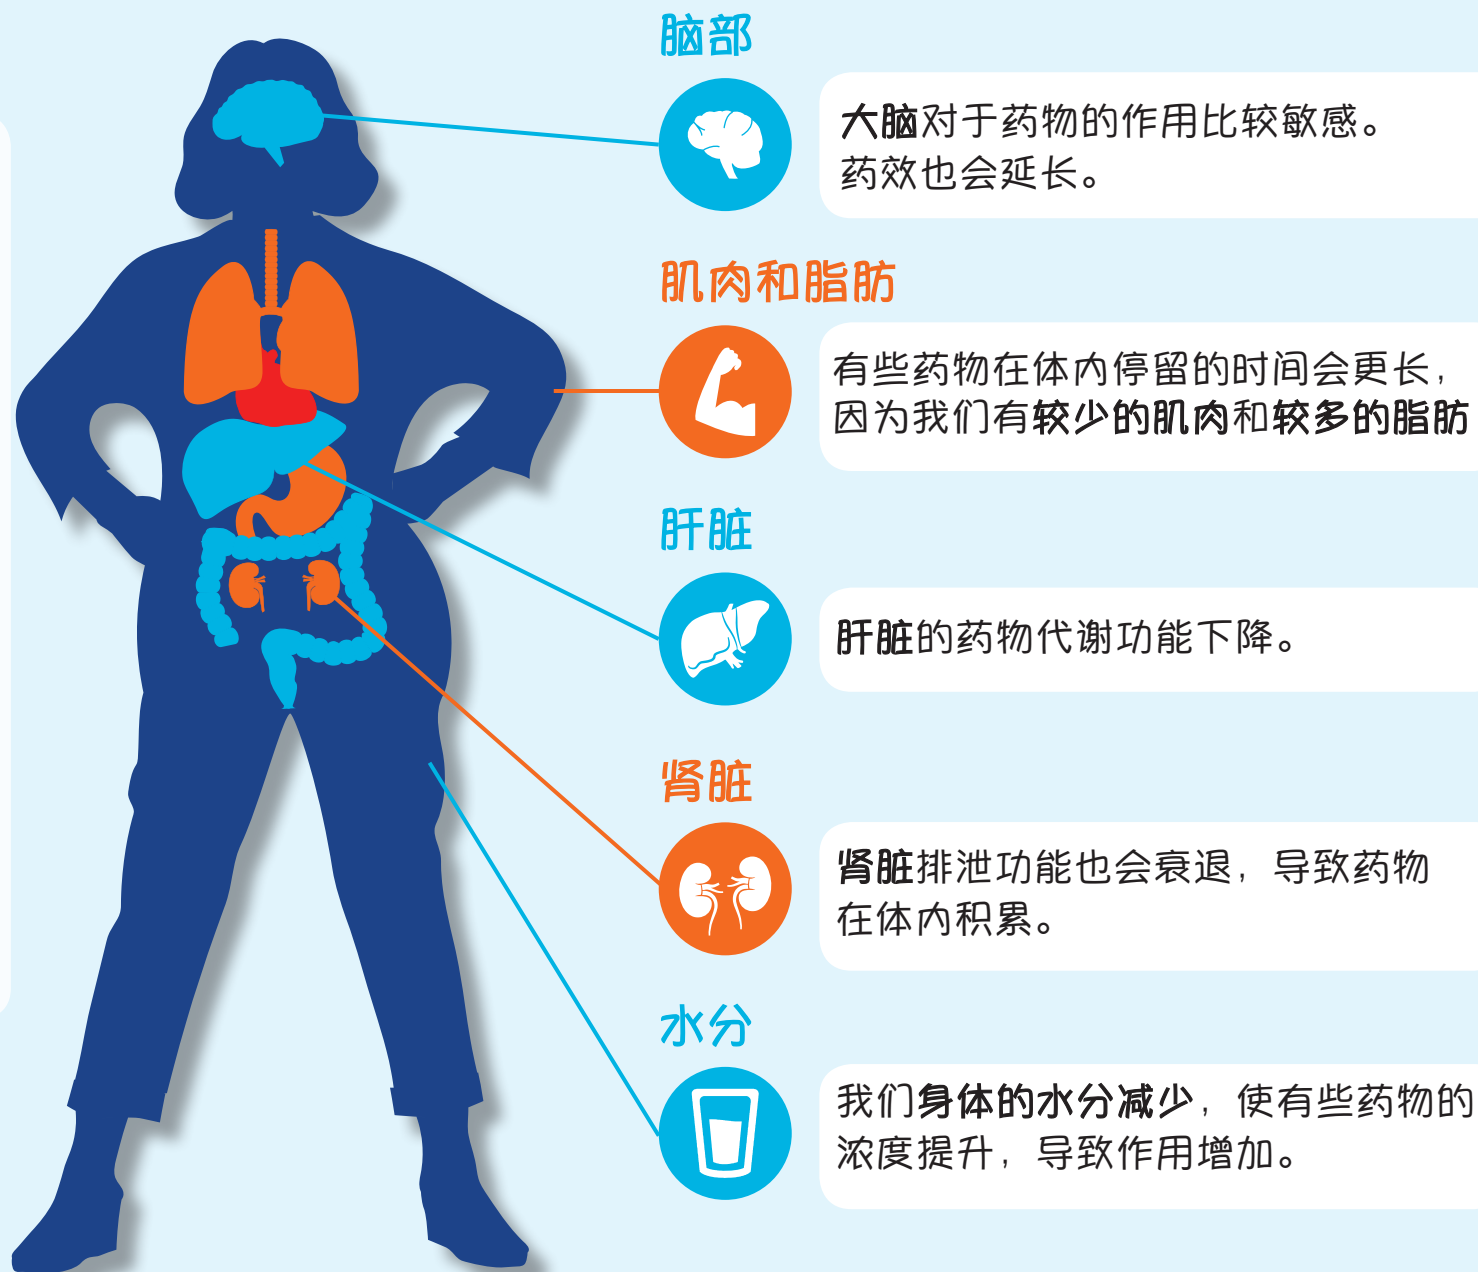 脑部
大脑对于药物的作用比较敏感。
药效也会延长。
肌肉和脂肪
有些药物在体内停留的时间会更长，
因为我们有较少的肌肉和较多的脂肪
肝脏
肝脏的药物代谢功能下降。
肾脏
肾脏排泄功能也会衰退，导致药物
在体内积累。
水分
我们身体的水分减少，使有些药物的
浓度提升，导致作用增加。